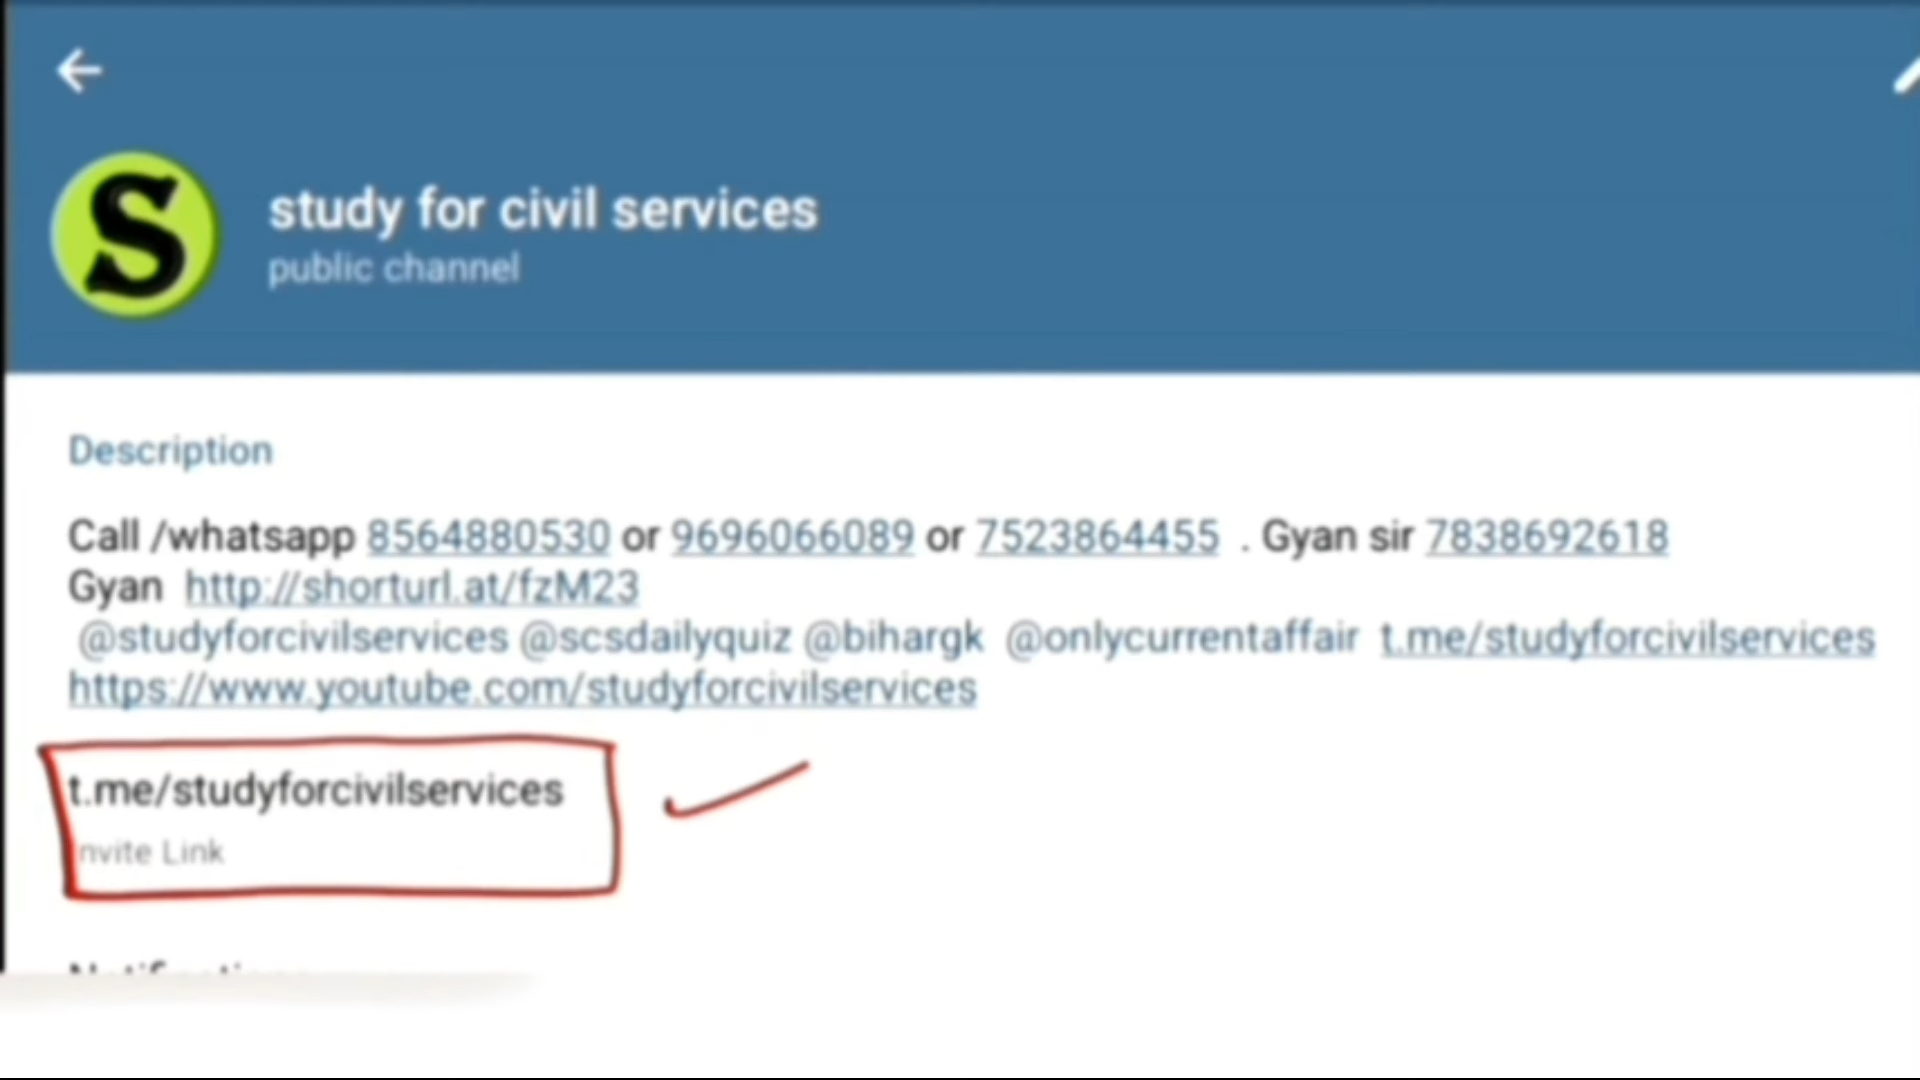 S
study for civil services
public channel
Description
Call /whatsapp 8564880530 or 9696066089 or 7523864455 . Gyan sir 7838692618
Gyan http://shorturl.at/fzM23
@studyforcivilservices @scsdailyquiz @bihargk @onlycurrentaffair t.me/studyforcivilservices
https://www.youtube.com/studyforcivilservices
t.me/studyforcivilservices
Invite Link